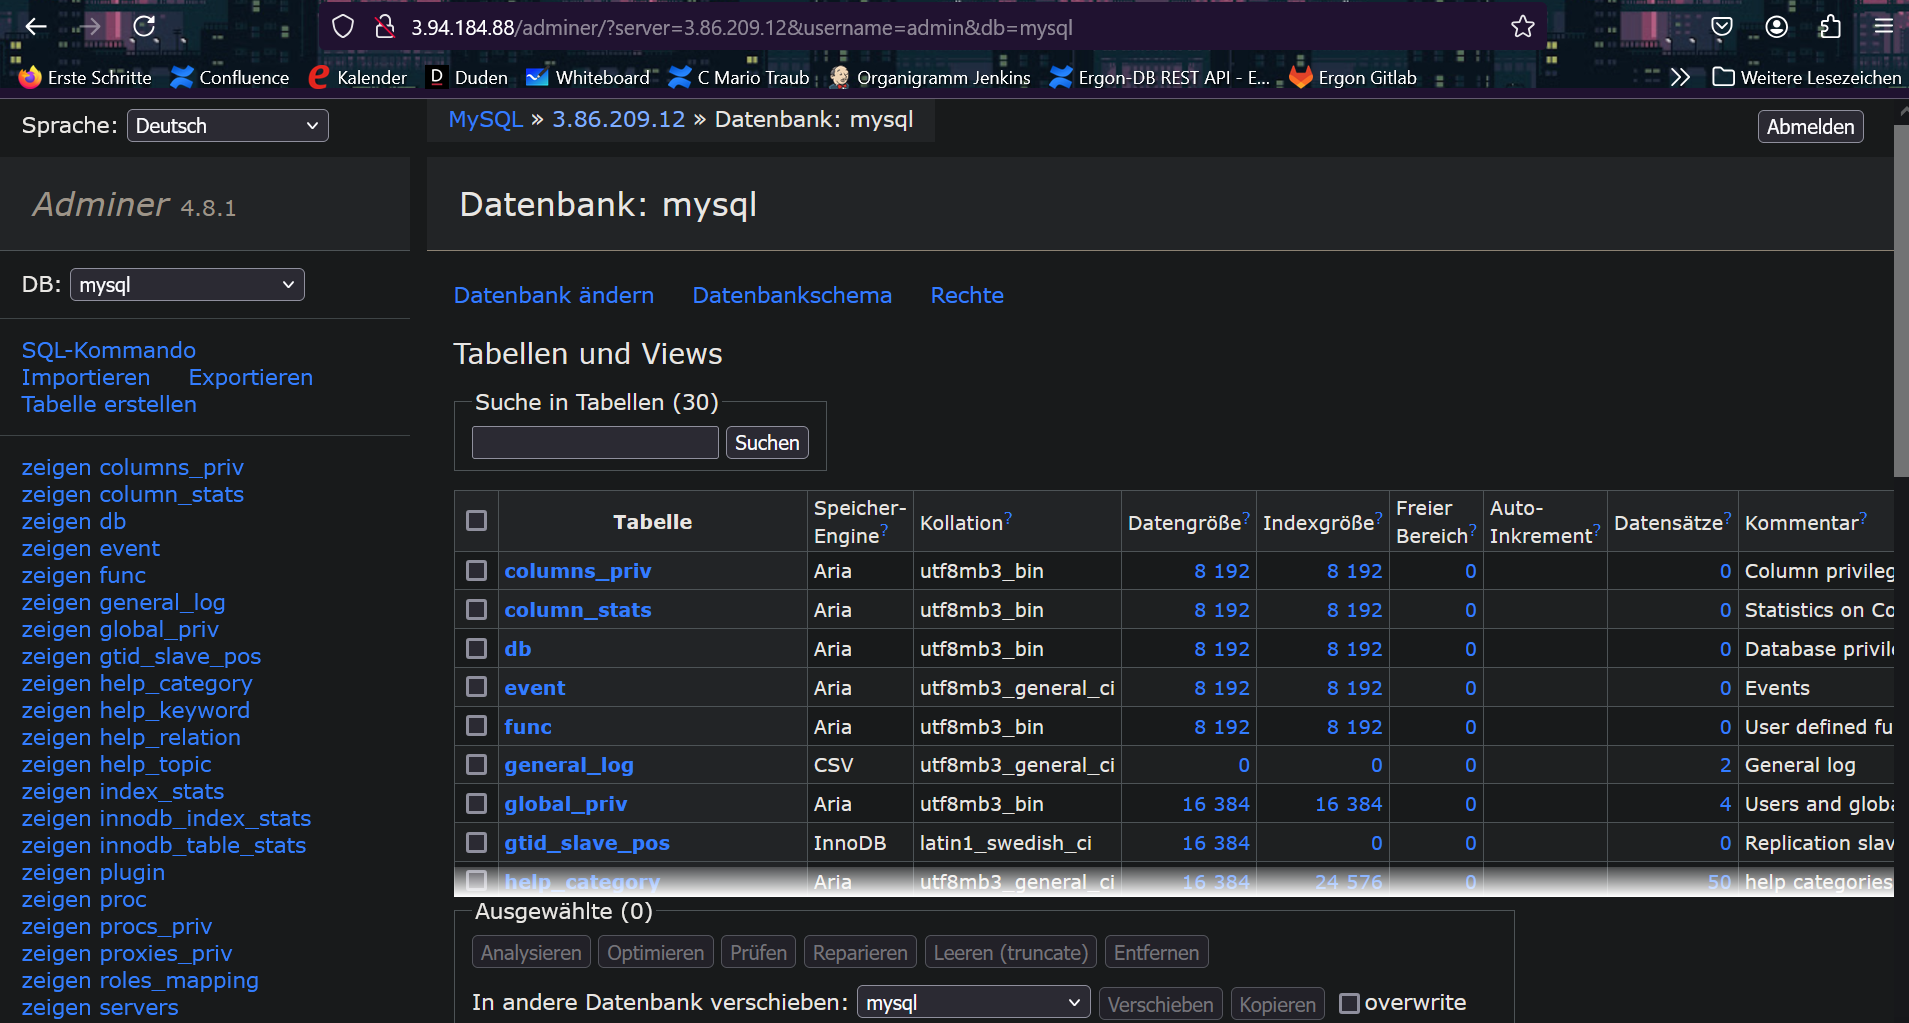 3.94.184.88/adminer/?server=3.86.209.12&username=admin&db=mysql
Erste Schritte Confluence Kalender Duden Whiteboard C Mario Traub Organigramm Jenkins Ergon-DB REST API - E... Ergon Gitlab Weitere Lesezeichen
Sprache: Deutsch
MySQL » 3.86.209.12 » Datenbank: mysql
Abmelden
Adminer 4.8.1
Datenbank: mysql
DB: mysql
SQL-Kommando
Importieren Exportieren
Tabelle erstellen
zeigen columns_priv
zeigen column_stats
zeigen db
zeigen event
zeigen func
zeigen general_log
zeigen global_priv
zeigen gtid_slave_pos
zeigen help_category
zeigen help_keyword
zeigen help_relation
zeigen help_topic
zeigen index_stats
zeigen innodb_index_stats
zeigen innodb_table_stats
zeigen plugin
zeigen proc
zeigen procs_priv
zeigen proxies_priv
zeigen roles_mapping
zeigen servers
Datenbank ändern Datenbankschema Rechte
Tabellen und Views
Suche in Tabellen (30)
Suchen
Tabelle Speicher-Engine? Kollation? Datengröße? Indexgröße? Freier Bereich? Auto-Inkrement? Datensätze? Kommentar?
columns_priv Aria utf8mb3_bin 8 192 8 192 0 0 Column privileg
column_stats Aria utf8mb3_bin 8 192 8 192 0 0 Statistics on Co
db Aria utf8mb3_bin 8 192 8 192 0 0 Database privile
event Aria utf8mb3_general_ci 8 192 8 192 0 0 Events
func Aria utf8mb3_bin 8 192 8 192 0 0 User defined fu
general_log CSV utf8mb3_general_ci 0 0 0 2 General log
global_priv Aria utf8mb3_bin 16 384 16 384 0 4 Users and globa
gtid_slave_pos InnoDB latin1_swedish_ci 16 384 0 0 0 Replication slav
help_category Aria utf8mb3_general_ci 16 384 24 576 0 50 help categories
Ausgewählte (0)
Analysieren Optimieren Prüfen Reparieren Leeren (truncate) Entfernen
In andere Datenbank verschieben: mysql Verschieben Kopieren overwrite